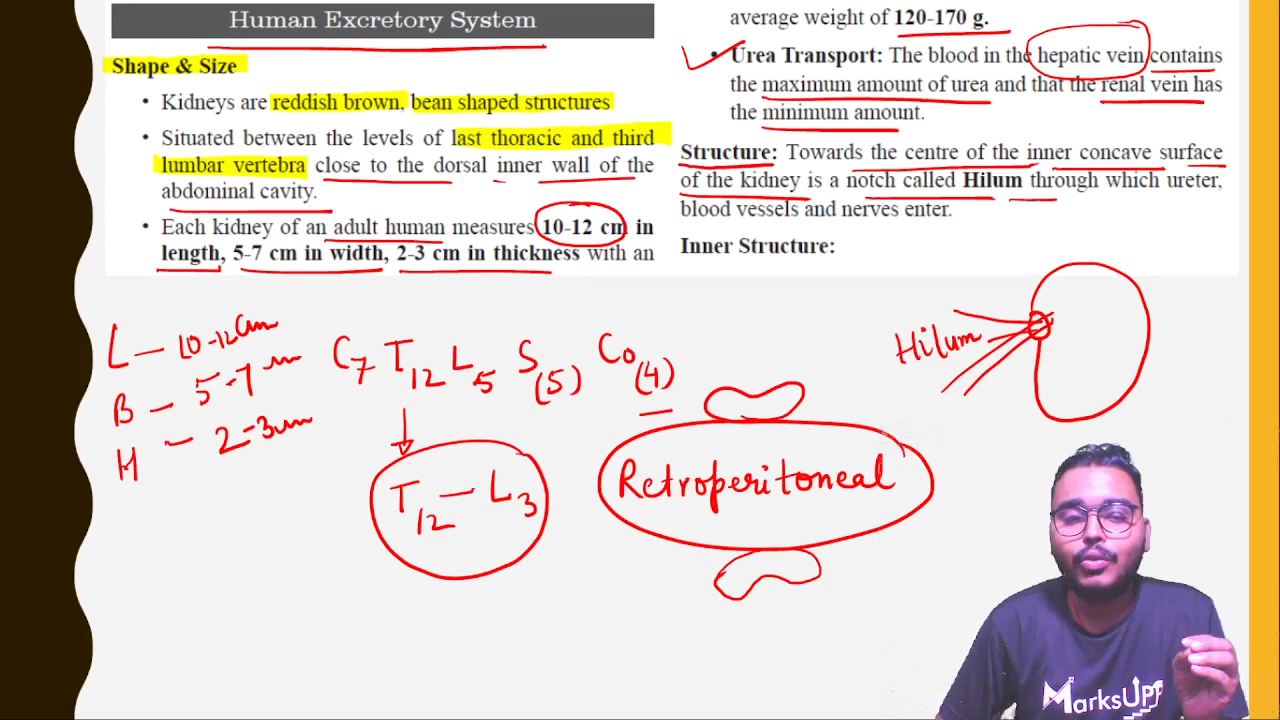 Human Excretory System
Shape & Size
• Kidneys are reddish brown, bean shaped structures
• Situated between the levels of last thoracic and third
lumbar vertebra close to the dorsal inner wall of the
abdominal cavity.
• Each kidney of an adult human measures 10-12 cm in
length, 5-7 cm in width, 2-3 cm in thickness with an
average weight of 120-170 g.
• Urea Transport: The blood in the hepatic vein contains
the maximum amount of urea and that the renal vein has
the minimum amount.
Structure: Towards the centre of the inner concave surface
of the kidney is a notch called Hilum through which ureter,
blood vessels and nerves enter.
Inner Structure:
L — 10-12 cm
B — 5-7 cm
H — 2-3 cm
C7 T12 L5 S(5) Co(4)
T12 — L3
Retroperitoneal
Hilum
MarksUp